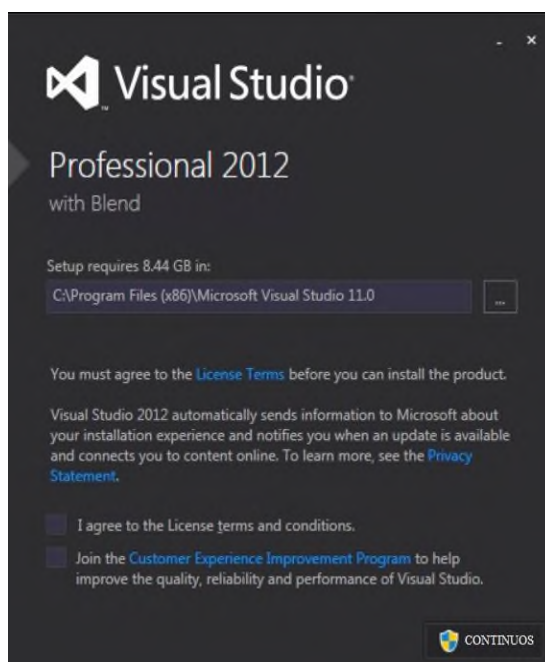 Visual Studio
Professional 2012
with Blend
Setup requires 8.44 GB in:
C:\Program Files (x86)\Microsoft Visual Studio 11.0
...
You must agree to the License Terms before you can install the product.
Visual Studio 2012 automatically sends information to Microsoft about
your installation experience and notifies you when an update is available
and connects you to content online. To learn more, see the Privacy
Statement.
I agree to the License terms and conditions.
Join the Customer Experience Improvement Program to help
improve the quality, reliability and performance of Visual Studio.
CONTINUOS